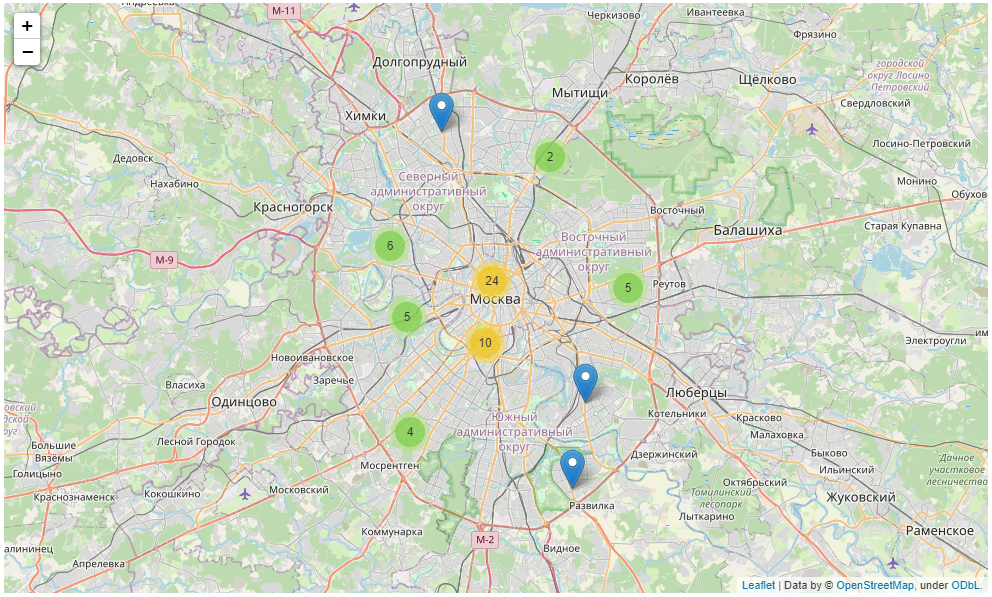 Андреевка
М-11
Черкизово
Ивантеевка
Фрязино
+
−
Долгопрудный
Королёв
Щёлково
городской
округ Лосино-
Петровский
Мытищи
Свердловский
Химки
Лосино-Петровский
Дедовск
2
Нахабино
Северный
административный
округ
Монино
Обухово
Красногорск
Восточный
Балашиха
Старая Купавна
6
Восточный
административный
округ
М-9
24
Москва
5
Реутов
5
Электроугли
10
Новоивановское
Заречье
Власиха
Одинцово
Люберцы
Котельники
Красково
Малаховка
4
Южный
административный
округ
Лесной Городок
Большие
Вязёмы
Голицыно
Мосрентген
Дзержинский
Быково
Ильинский
Дачное
участковое
лесничество
Краснознаменск
Кокошкино
Московский
Октябрьский
Томилинский
лесопарк
Жуковский
Развилка
Лыткарино
Коммунарка
М-2
Видное
Раменское
Апрелевка
Leaflet | Data by © OpenStreetMap, under ODbL.